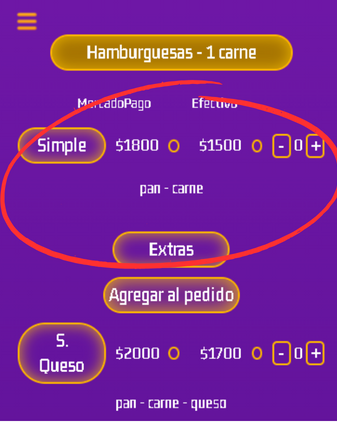 Hamburguesas - 1 carne
MercadoPago Efectivo
Simple $1800 $1500 - 0 +
pan - carne
Extras
Agregar al pedido
S. Queso $2000 $1700 - 0 +
pan - carne - queso